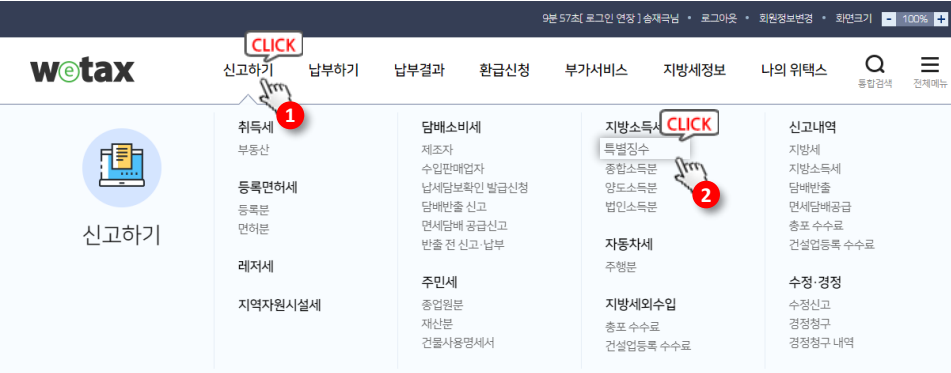 9분 57초[ 로그인 연장 ] 송재극님 • 로그아웃 • 회원정보변경 • 화면크기 - 100% +
wetax
신고하기 납부하기 납부결과 환급신청 부가서비스 지방세정보 나의 위택스 통합검색 전체메뉴
CLICK
1
신고하기
취득세
부동산
등록면허세
등록분
면허분
레저세
지역자원시설세
담배소비세
제조자
수입판매업자
납세담보확인 발급신청
담배반출 신고
면세담배 공급신고
반출 전 신고·납부
주민세
종업원분
재산분
건물사용명세서
지방소득세
CLICK
특별징수
2
종합소득분
양도소득분
법인소득분
자동차세
주행분
지방세외수입
총포 수수료
건설업등록 수수료
신고내역
지방세
지방소득세
담배반출
면세담배공급
총포 수수료
건설업등록 수수료
수정·경정
수정신고
경정청구
경정청구 내역